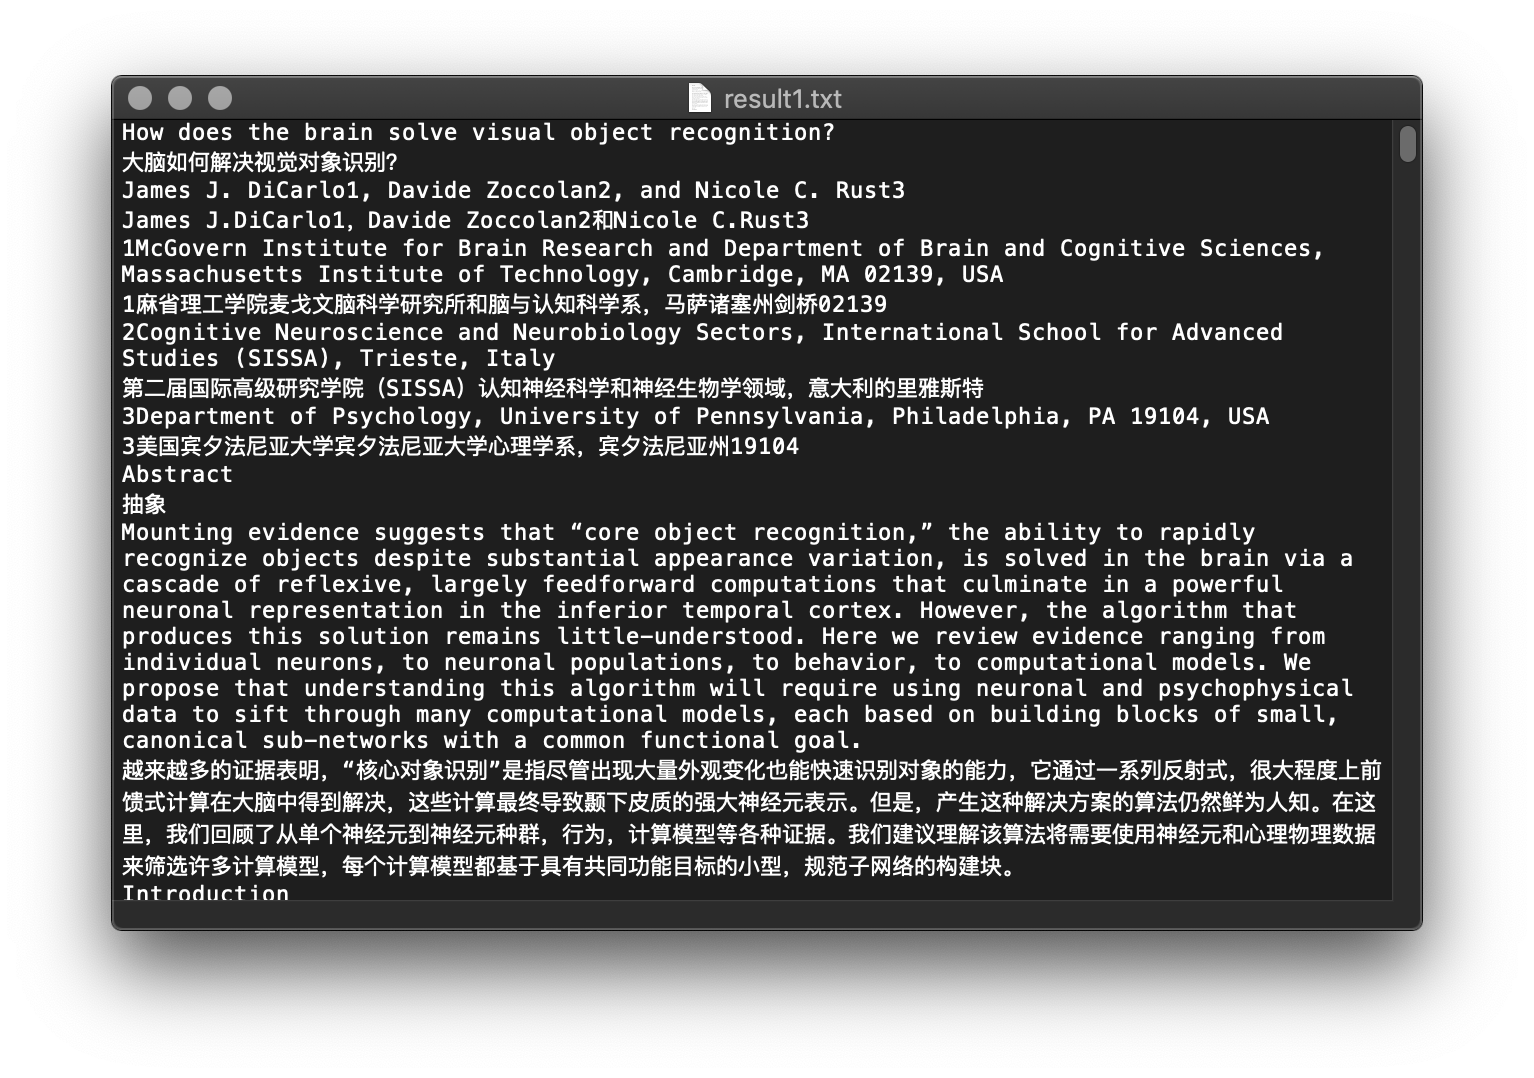 result1.txt
How does the brain solve visual object recognition?
大脑如何解决视觉对象识别？
James J. DiCarlo1, Davide Zoccolan2, and Nicole C. Rust3
James J.DiCarlo1，Davide Zoccolan2和Nicole C.Rust3
1McGovern Institute for Brain Research and Department of Brain and Cognitive Sciences,
Massachusetts Institute of Technology, Cambridge, MA 02139, USA
1麻省理工学院麦戈文脑科学研究所和脑与认知科学系，马萨诸塞州剑桥02139
2Cognitive Neuroscience and Neurobiology Sectors, International School for Advanced
Studies (SISSA), Trieste, Italy
第二届国际高级研究学院（SISSA）认知神经科学和神经生物学领域，意大利的里雅斯特
3Department of Psychology, University of Pennsylvania, Philadelphia, PA 19104, USA
3美国宾夕法尼亚大学宾夕法尼亚大学心理学系，宾夕法尼亚州19104
Abstract
抽象
Mounting evidence suggests that “core object recognition,” the ability to rapidly
recognize objects despite substantial appearance variation, is solved in the brain via a
cascade of reflexive, largely feedforward computations that culminate in a powerful
neuronal representation in the inferior temporal cortex. However, the algorithm that
produces this solution remains little-understood. Here we review evidence ranging from
individual neurons, to neuronal populations, to behavior, to computational models. We
propose that understanding this algorithm will require using neuronal and psychophysical
data to sift through many computational models, each based on building blocks of small,
canonical sub-networks with a common functional goal.
越来越多的证据表明，“核心对象识别”是指尽管出现大量外观变化也能快速识别对象的能力，它通过一系列反射式，很大程度上前
馈式计算在大脑中得到解决，这些计算最终导致颞下皮质的强大神经元表示。但是，产生这种解决方案的算法仍然鲜为人知。在这
里，我们回顾了从单个神经元到神经元种群，行为，计算模型等各种证据。我们建议理解该算法将需要使用神经元和心理物理数据
来筛选许多计算模型，每个计算模型都基于具有共同功能目标的小型，规范子网络的构建块。
Introduction